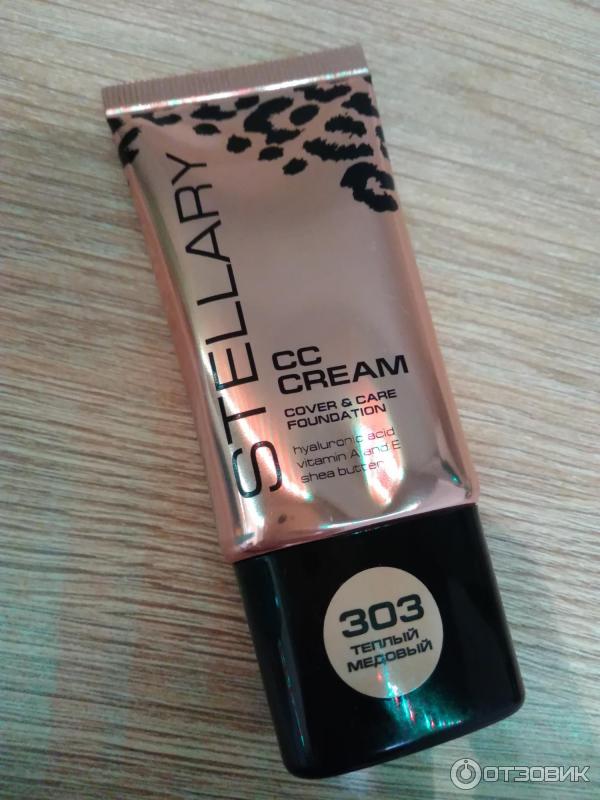 STELLARY
CC
CREAM
COVER & CARE
FOUNDATION
hyaluronic acid
vitamin A and E
shea butter
303
ТЕПЛЫЙ
МЕДОВЫЙ
ОТЗОВИК